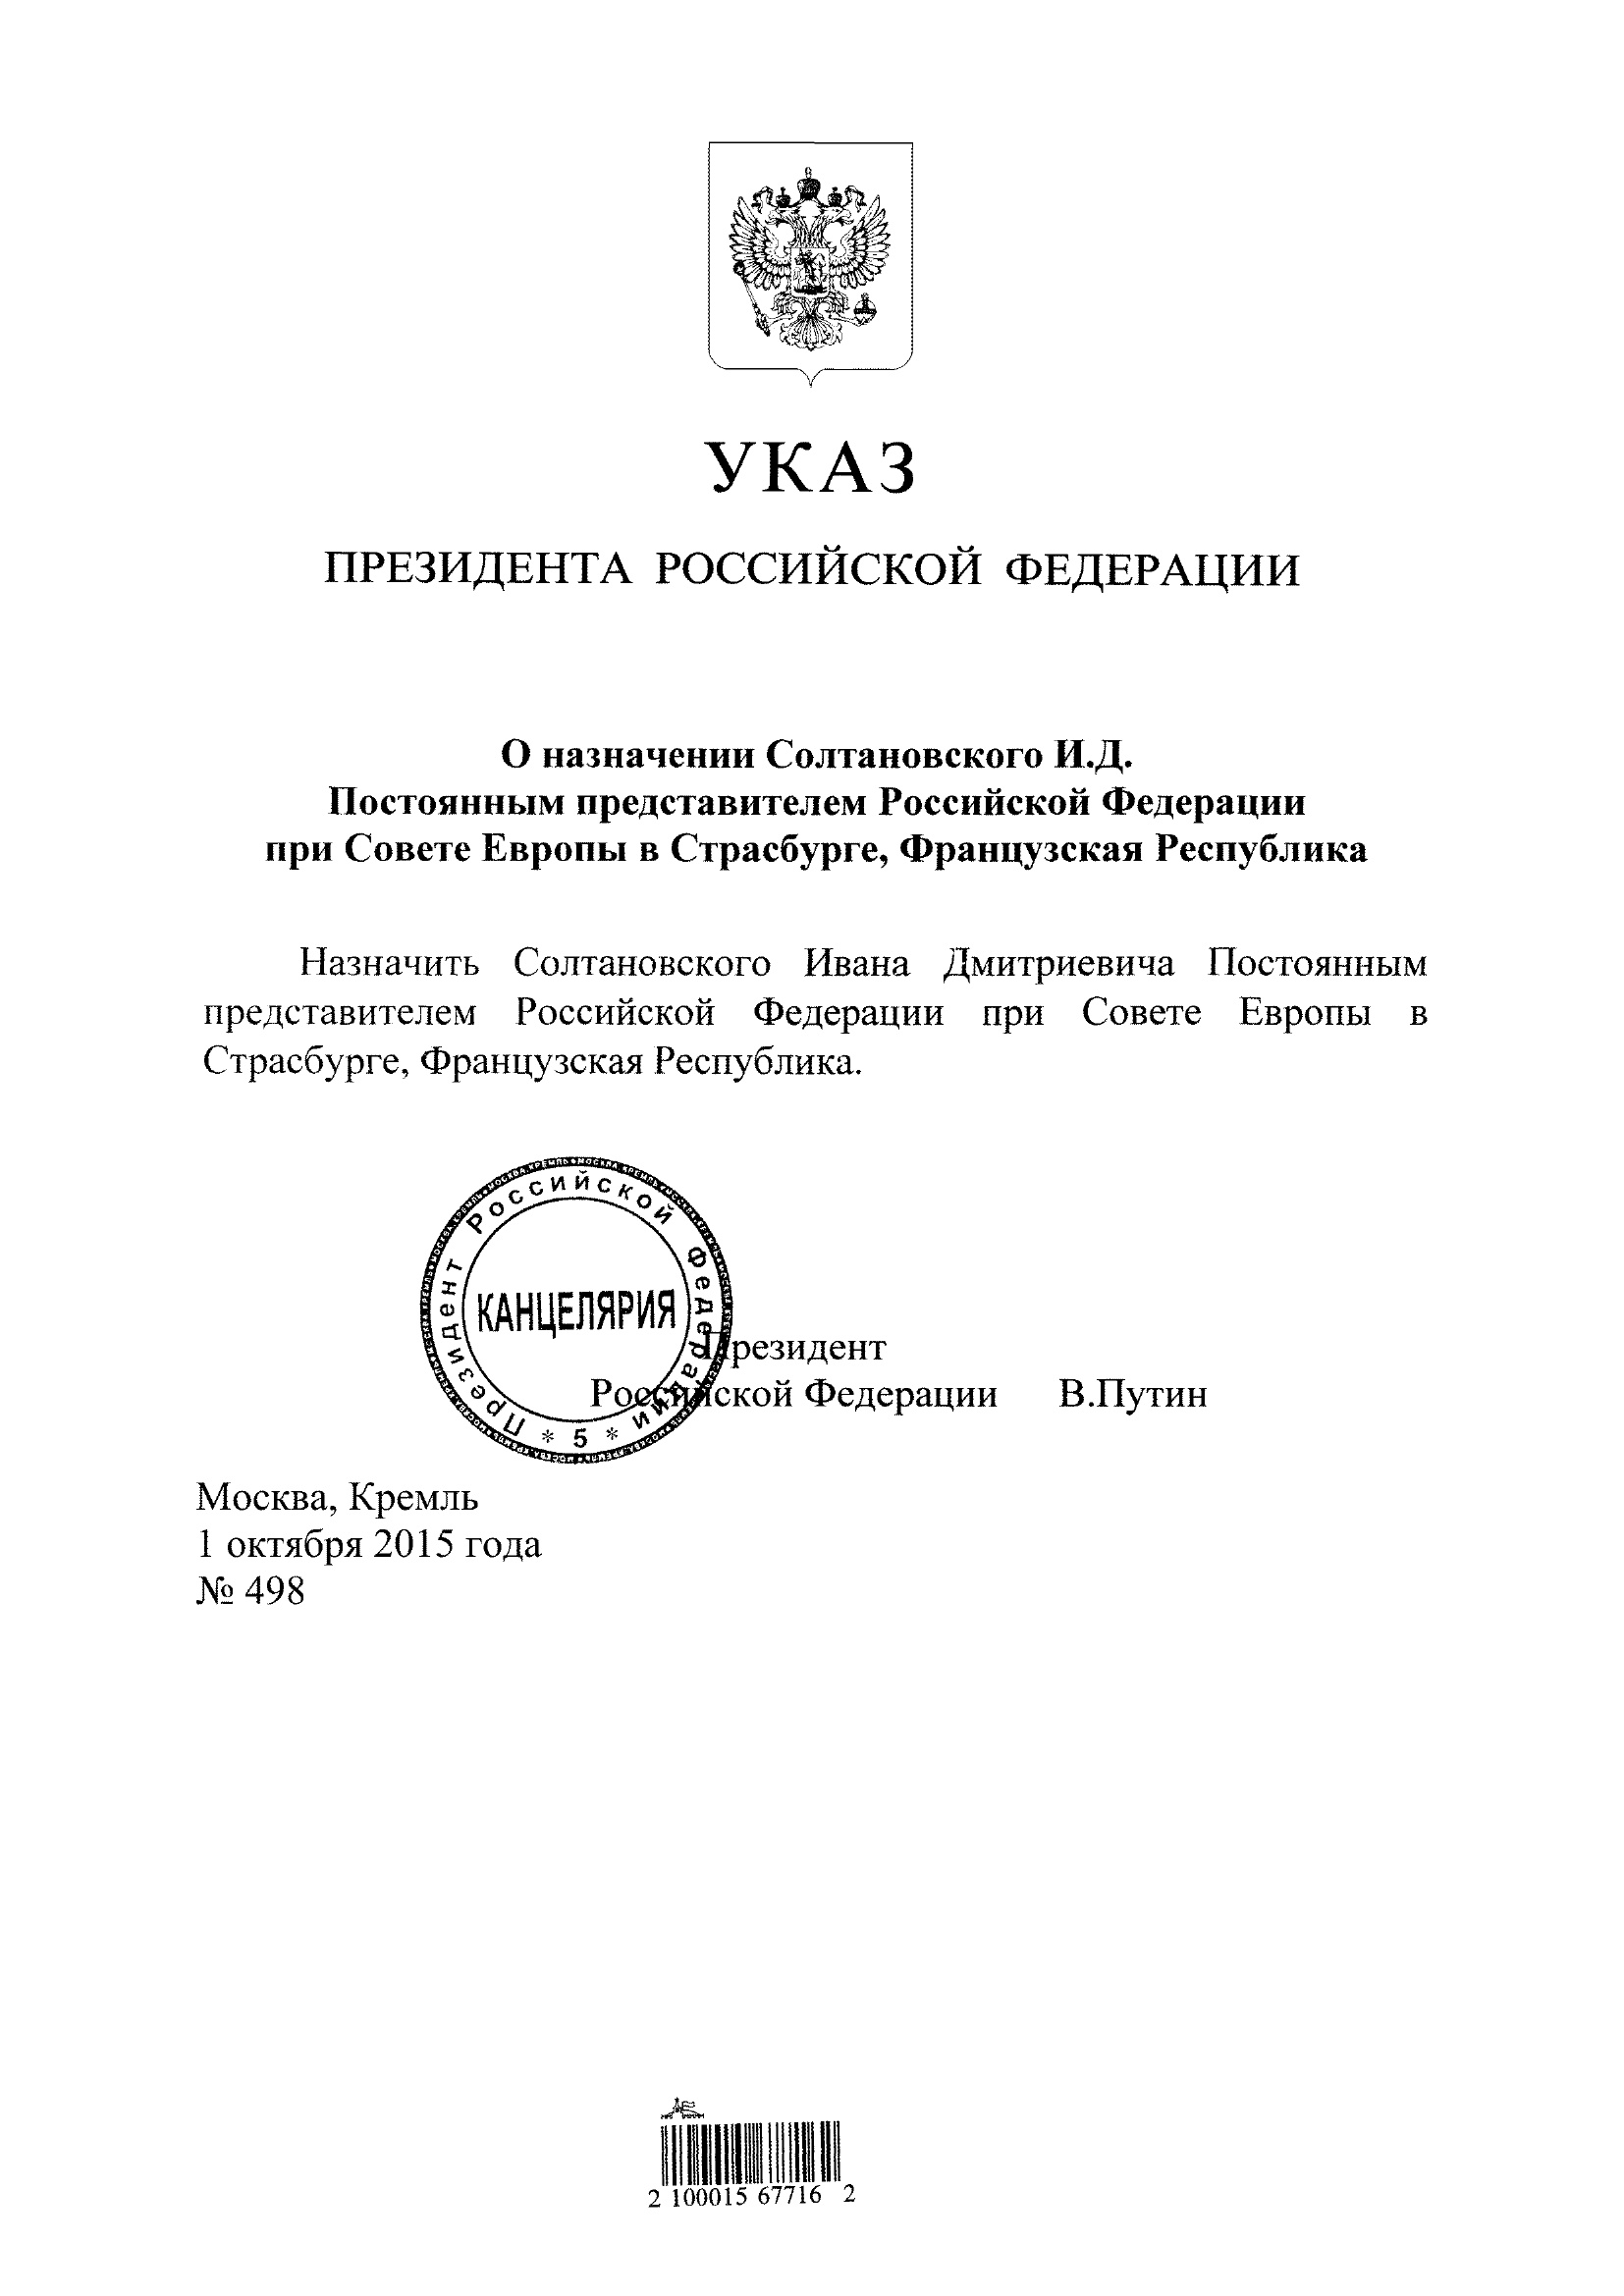 УКАЗ
ПРЕЗИДЕНТА РОССИЙСКОЙ ФЕДЕРАЦИИ
О назначении Солтановского И.Д.
Постоянным представителем Российской Федерации
при Совете Европы в Страсбурге, Французская Республика
Назначить Солтановского Ивана Дмитриевича Постоянным
представителем Российской Федерации при Совете Европы в
Страсбурге, Французская Республика.
Президент Российской Федерации
КАНЦЕЛЯРИЯ
* 5 *
Президент
Российской Федерации В.Путин
Москва, Кремль
1 октября 2015 года
№ 498
2 100015 67716 2